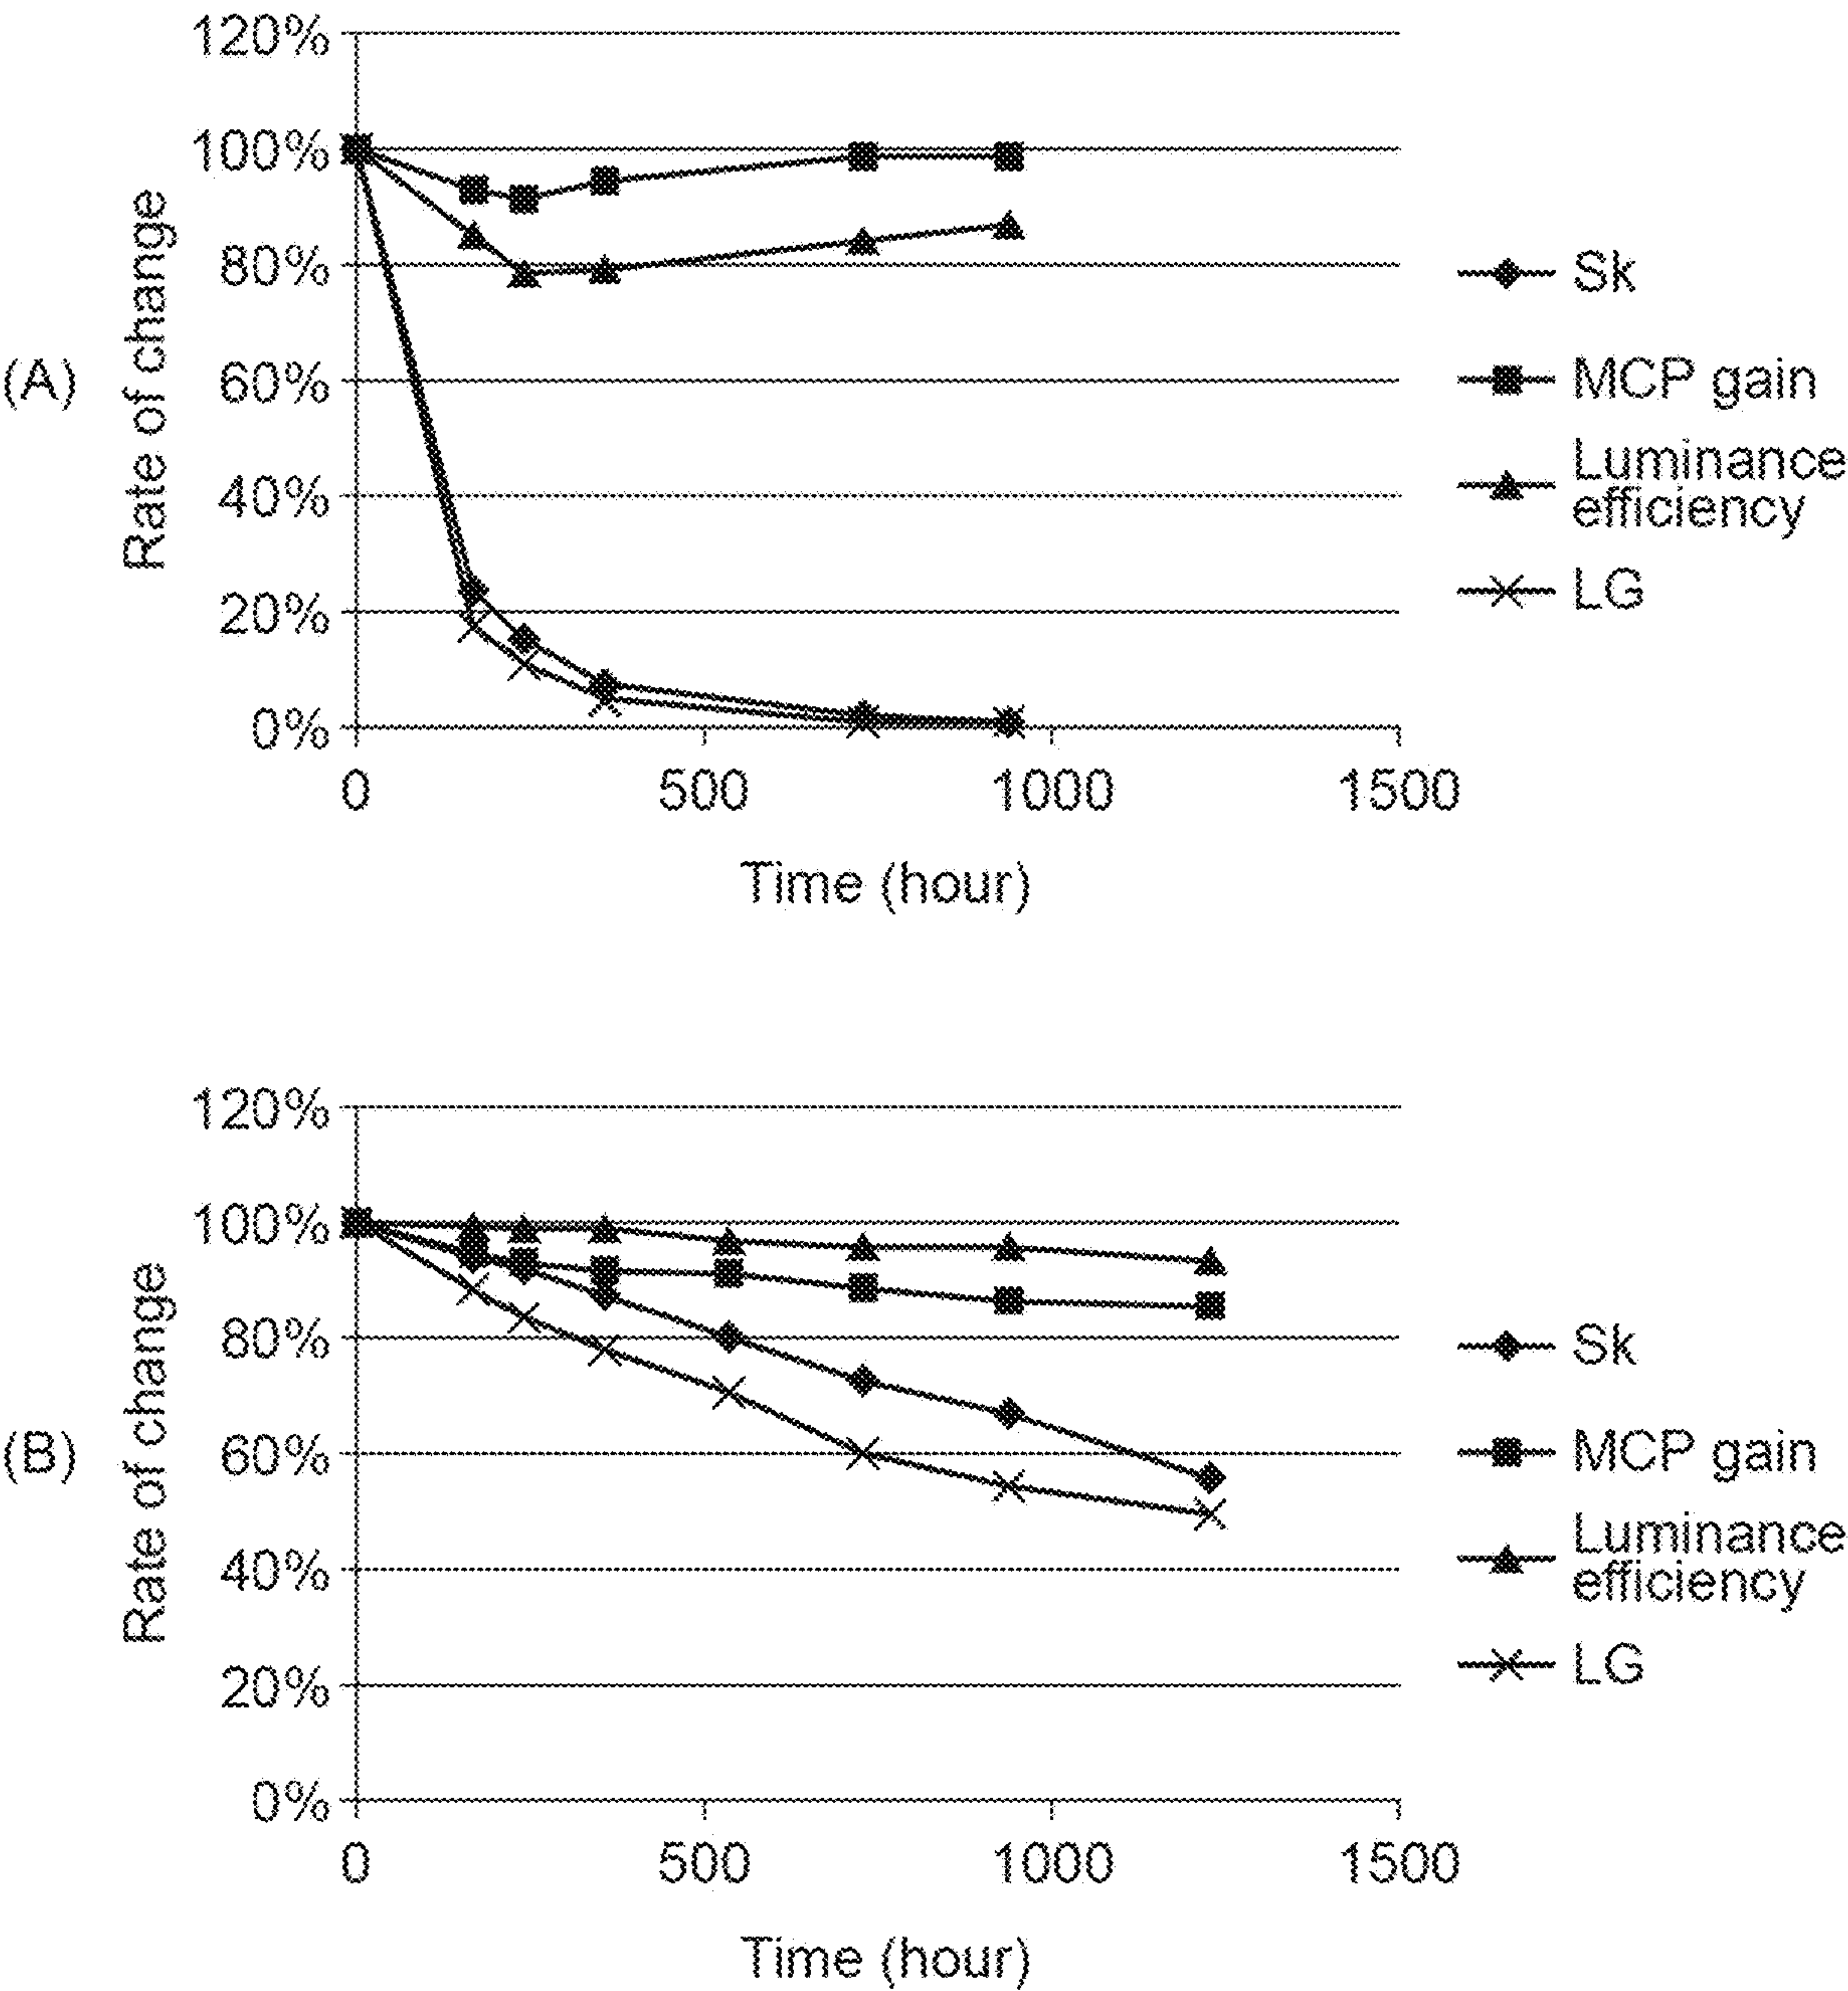 (A)
Rate of change
120%
100%
80%
60%
40%
20%
0%
0 500 1000 1500
Time (hour)
Sk
MCP gain
Luminance
efficiency
LG
(B)
Rate of change
120%
100%
80%
60%
40%
20%
0%
0 500 1000 1500
Time (hour)
Sk
MCP gain
Luminance
efficiency
LG